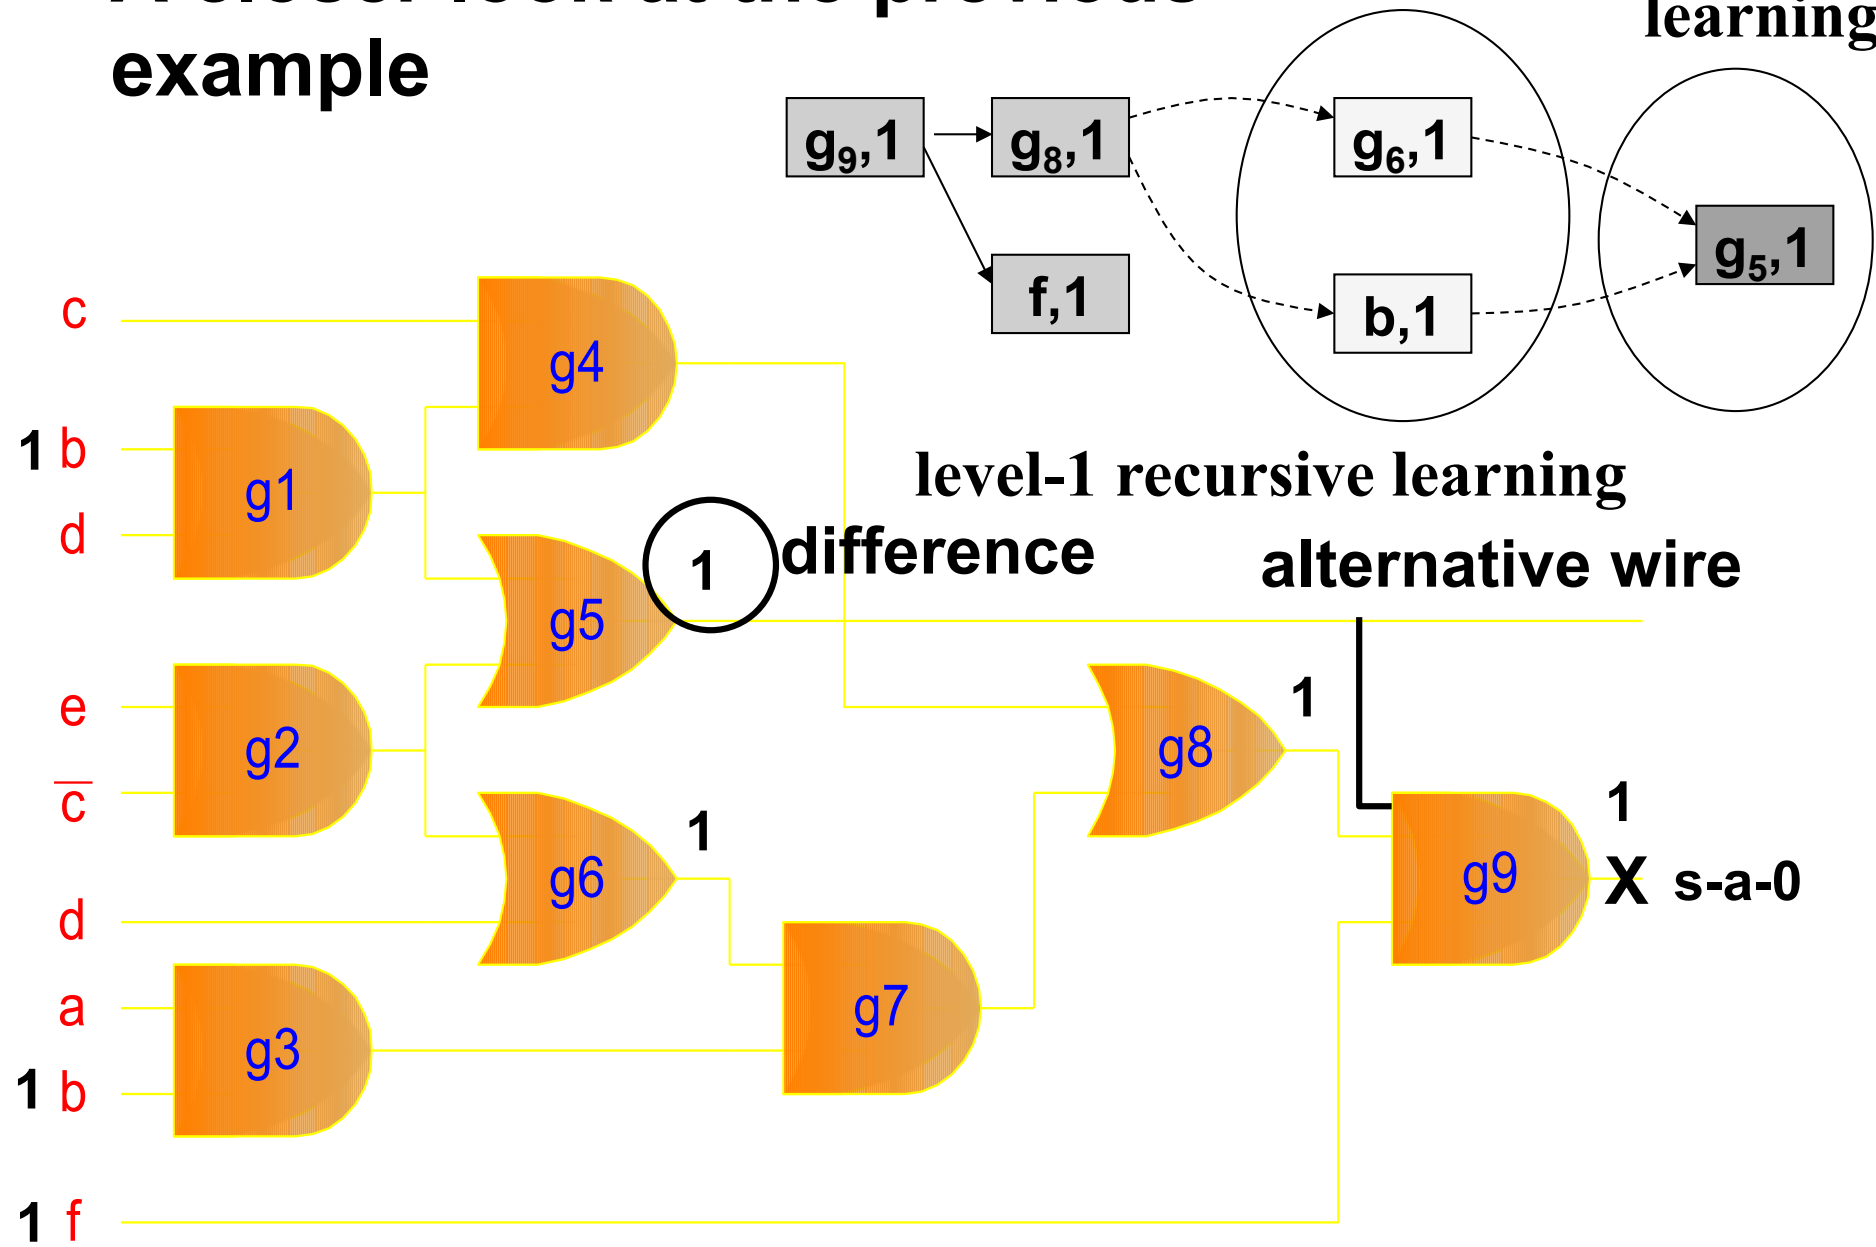 example
learning
g9,1
g8,1
g6,1
f,1
b,1
g5,1
level-1 recursive learning
c
g4
1 b
g1
d
1
difference
alternative wire
g5
e
g2
c̅
1
g8
1
g6
1
g9
X s-a-0
d
a
g7
g3
1 b
1 f